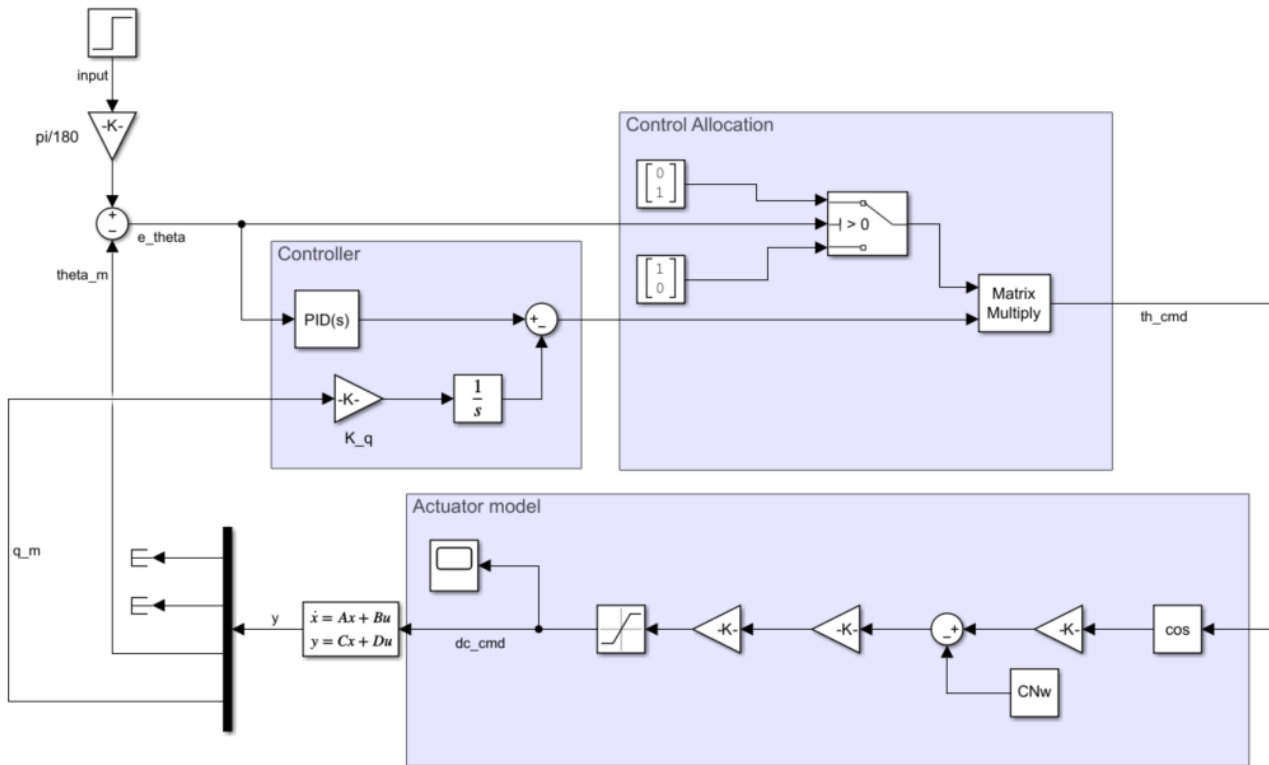 input
-K-
pi/180
+
−
e_theta
theta_m
Control Allocation
0
1
> 0
1
0
Matrix
Multiply
th_cmd
Controller
PID(s)
+
−
-K-
1
s
K_q
q_m
Actuator model
y
ẋ = Ax + Bu
y = Cx + Du
dc_cmd
-K-
-K-
− +
-K-
cos
CNw